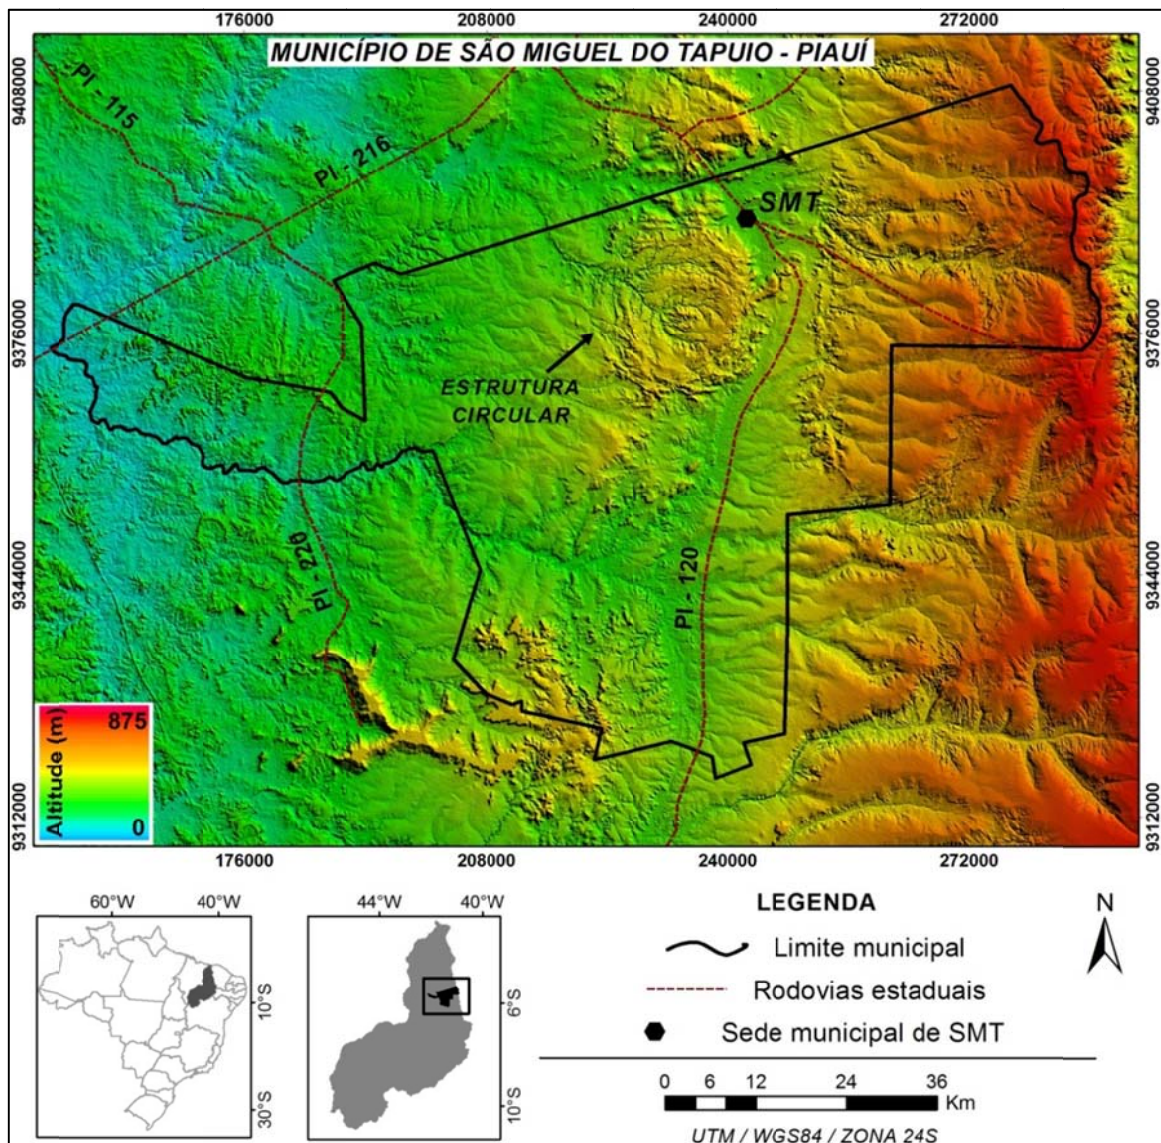 176000
208000
240000
272000
MUNICÍPIO DE SÃO MIGUEL DO TAPUIO - PIAUÍ
9408000
9408000
PI - 115
PI - 216
SMT
9376000
9376000
ESTRUTURA
CIRCULAR
PI - 220
PI - 120
9344000
9344000
Altitude (m)
875
0
9312000
9312000
176000
208000
240000
272000
60°W
40°W
10°S
30°S
44°W
40°W
6°S
10°S
LEGENDA
N
Limite municipal
Rodovias estaduais
Sede municipal de SMT
0 6 12 24 36
Km
UTM / WGS84 / ZONA 24S